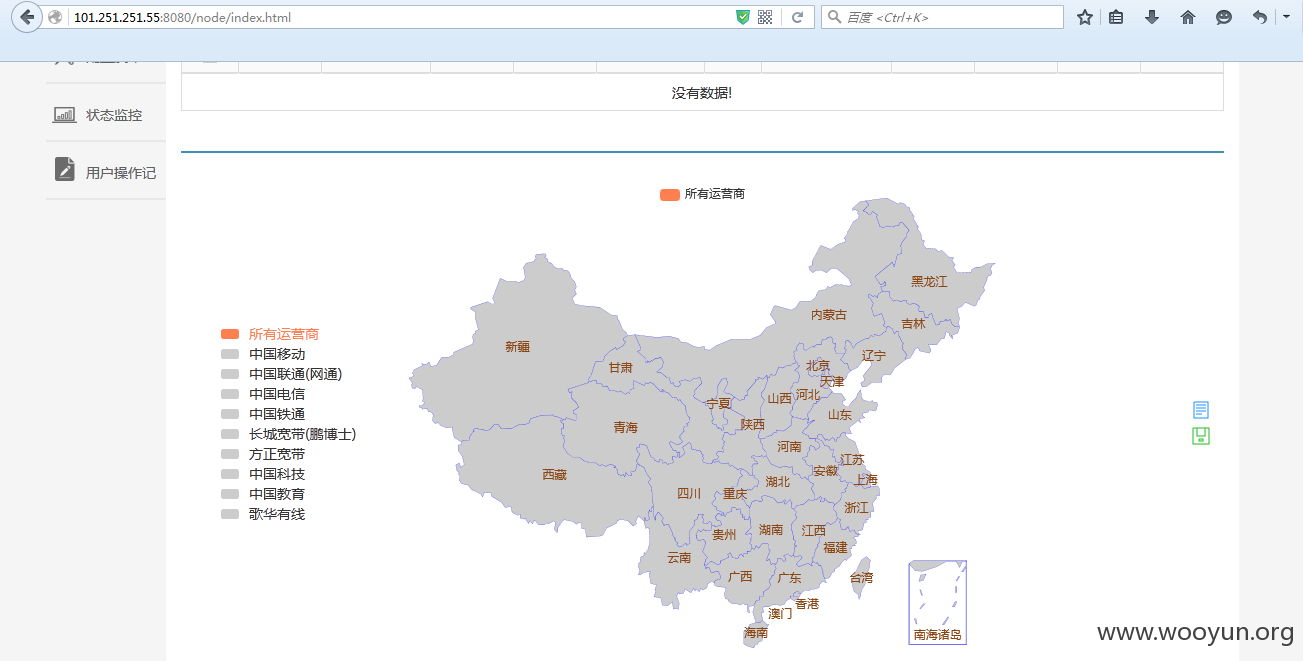 101.251.251.55:8080/node/index.html
百度 <Ctrl+K>
没有数据!
状态监控
用户操作记
所有运营商
黑龙江
内蒙古
吉林
所有运营商
新疆
中国移动
辽宁
中国联通(网通)
甘肃
北京
天津
中国电信
宁夏
山西
河北
中国铁通
青海
陕西
山东
长城宽带(鹏博士)
河南
方正宽带
江苏
中国科技
西藏
安徽
湖北
上海
中国教育
四川
重庆
歌华有线
浙江
贵州
湖南
江西
云南
福建
广西
广东
台湾
香港
澳门
海南
南海诸岛
www.wooyun.org